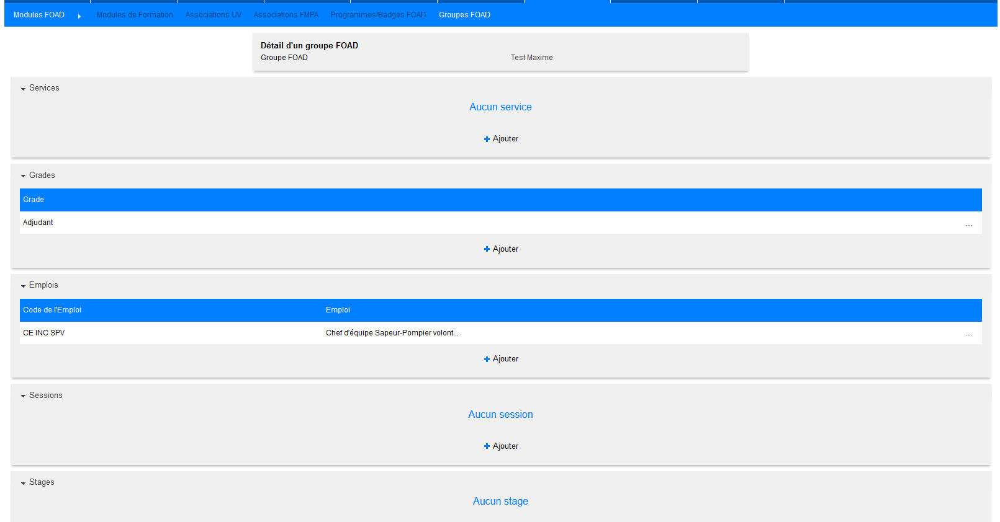 Modules FOAD Modules de Formation Associations UV Associations FMPA Programmes/Badges FOAD Groupes FOAD
Détail d'un groupe FOAD
Groupe FOAD Test Maxime
Services
Aucun service
Ajouter
Grades
Grade
Adjudant ...
Ajouter
Emplois
Code de l'Emploi Emploi
CE INC SPV Chef d'équipe Sapeur-Pompier volont... ...
Ajouter
Sessions
Aucun session
Ajouter
Stages
Aucun stage